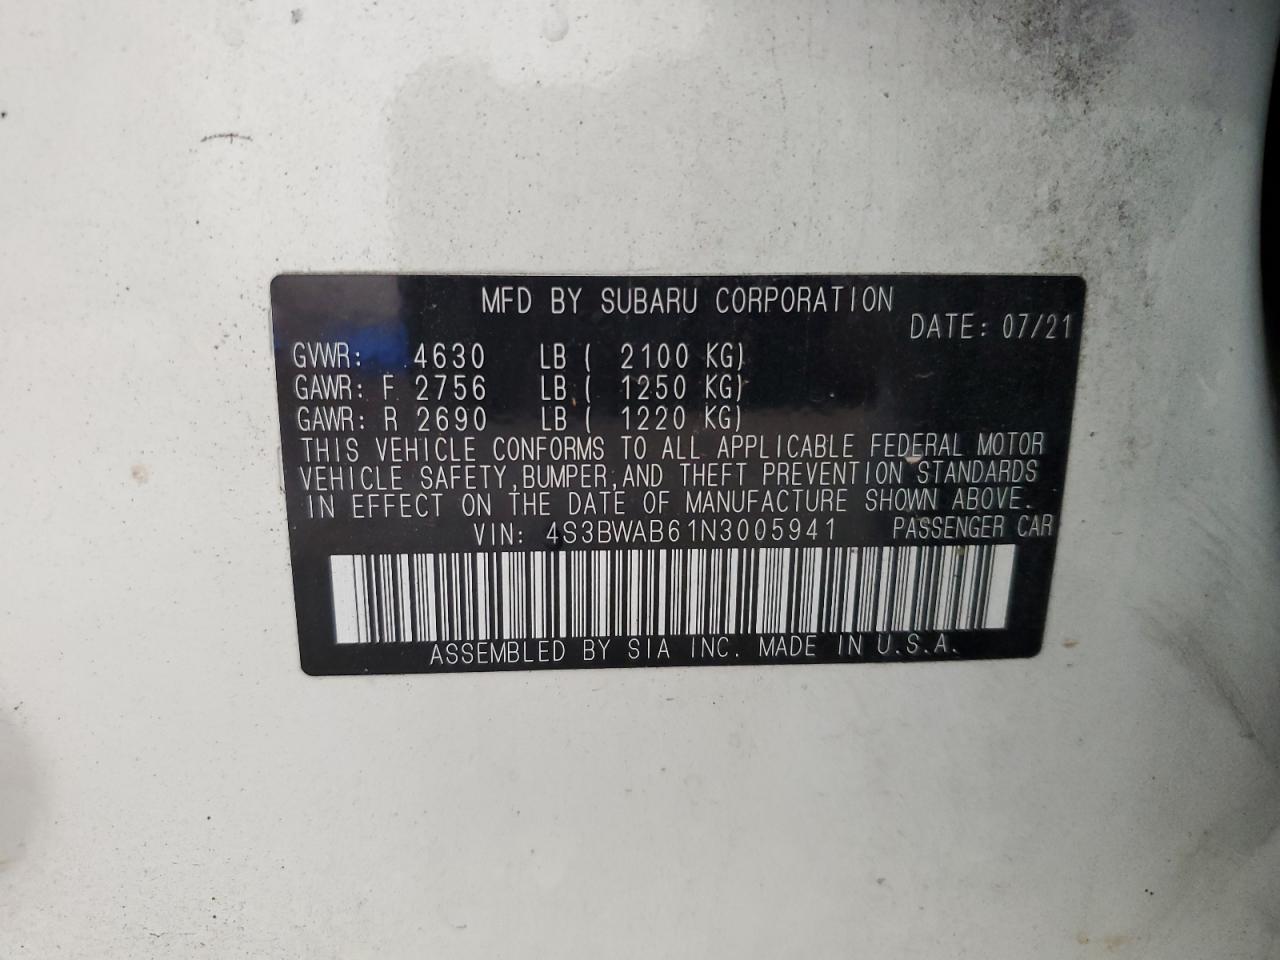 MFD BY SUBARU CORPORATION
DATE: 07/21
GVWR: 4630 LB ( 2100 KG)
GAWR: F 2756 LB ( 1250 KG)
GAWR: R 2690 LB ( 1220 KG)
THIS VEHICLE CONFORMS TO ALL APPLICABLE FEDERAL MOTOR
VEHICLE SAFETY,BUMPER,AND THEFT PREVENTION STANDARDS
IN EFFECT ON THE DATE OF MANUFACTURE SHOWN ABOVE.
VIN: 4S3BWAB61N3005941 PASSENGER CAR
ASSEMBLED BY SIA INC. MADE IN U.S.A.